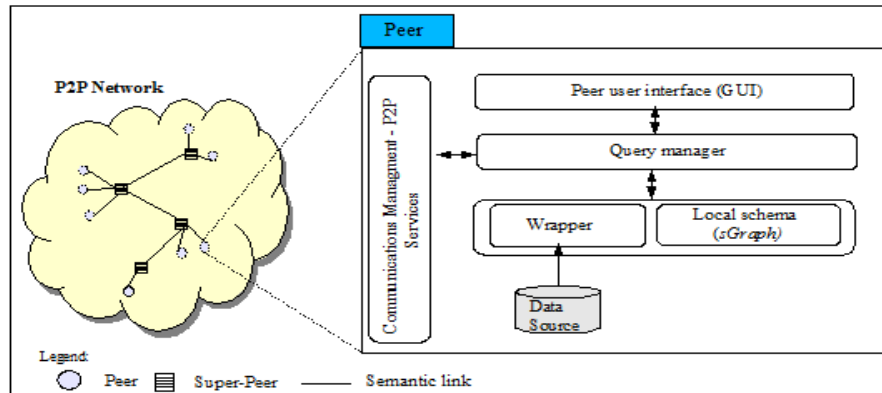 Peer
P2P Network
Communications Managment - P2P
Services
Peer user interface (GUI)
Query manager
Wrapper
Local schema
(sGraph)
Data
Source
Legend:
Peer
Super-Peer
Semantic link